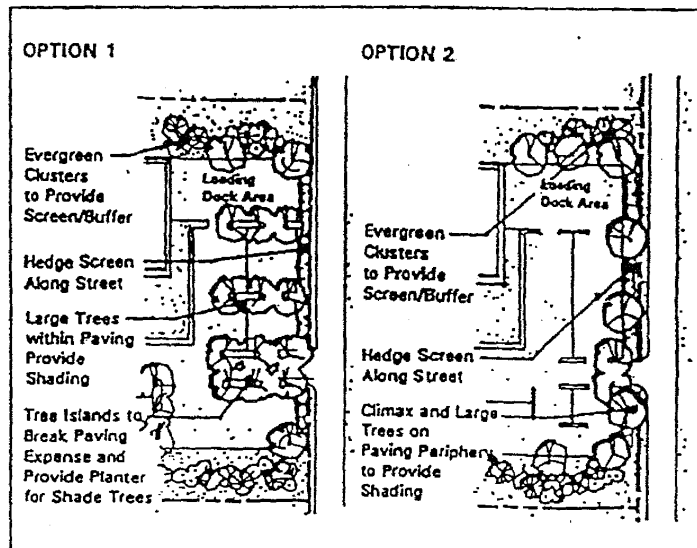 OPTION 1
Evergreen
Clusters
to Provide
Screen/Buffer
Loading
Dock Area
Hedge Screen
Along Street
Large Trees
within Paving
Provide
Shading
Tree Islands to
Break Paving
Expense and
Provide Planter
for Shade Trees
OPTION 2
Loading
Dock Area
Evergreen
Clusters
to Provide
Screen/Buffer
Hedge Screen
Along Street
Climax and Large
Trees on
Paving Periphery
to Provide
Shading